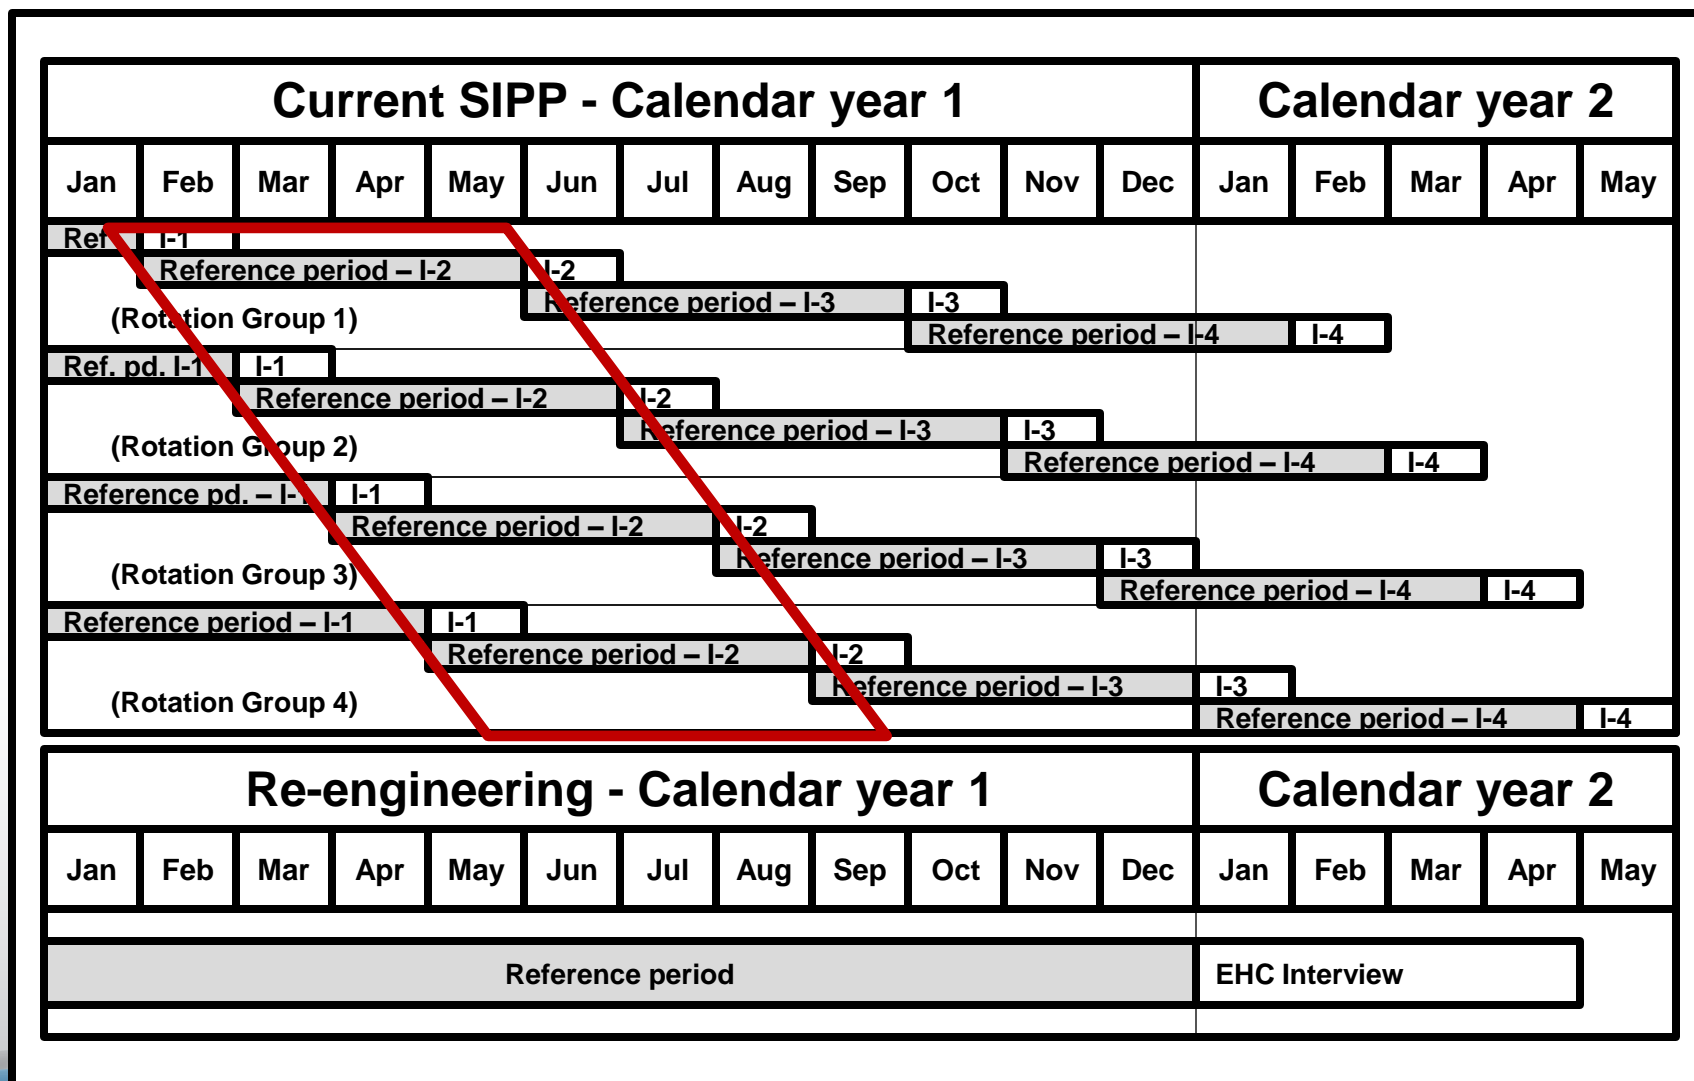 Current SIPP - Calendar year 1 Calendar year 2
Jan Feb Mar Apr May Jun Jul Aug Sep Oct Nov Dec Jan Feb Mar Apr May
Ref I-1
Reference period – I-2 I-2
Reference period – I-3 I-3
(Rotation Group 1)
Reference period – I-4 I-4
Ref. pd. I-1 I-1
Reference period – I-2 I-2
Reference period – I-3 I-3
(Rotation Group 2)
Reference period – I-4 I-4
Reference pd. – I-1 I-1
Reference period – I-2 I-2
Reference period – I-3 I-3
(Rotation Group 3)
Reference period – I-4 I-4
Reference period – I-1 I-1
Reference period – I-2 I-2
Reference period – I-3 I-3
(Rotation Group 4)
Reference period – I-4 I-4
Re-engineering - Calendar year 1 Calendar year 2
Jan Feb Mar Apr May Jun Jul Aug Sep Oct Nov Dec Jan Feb Mar Apr May
Reference period EHC Interview